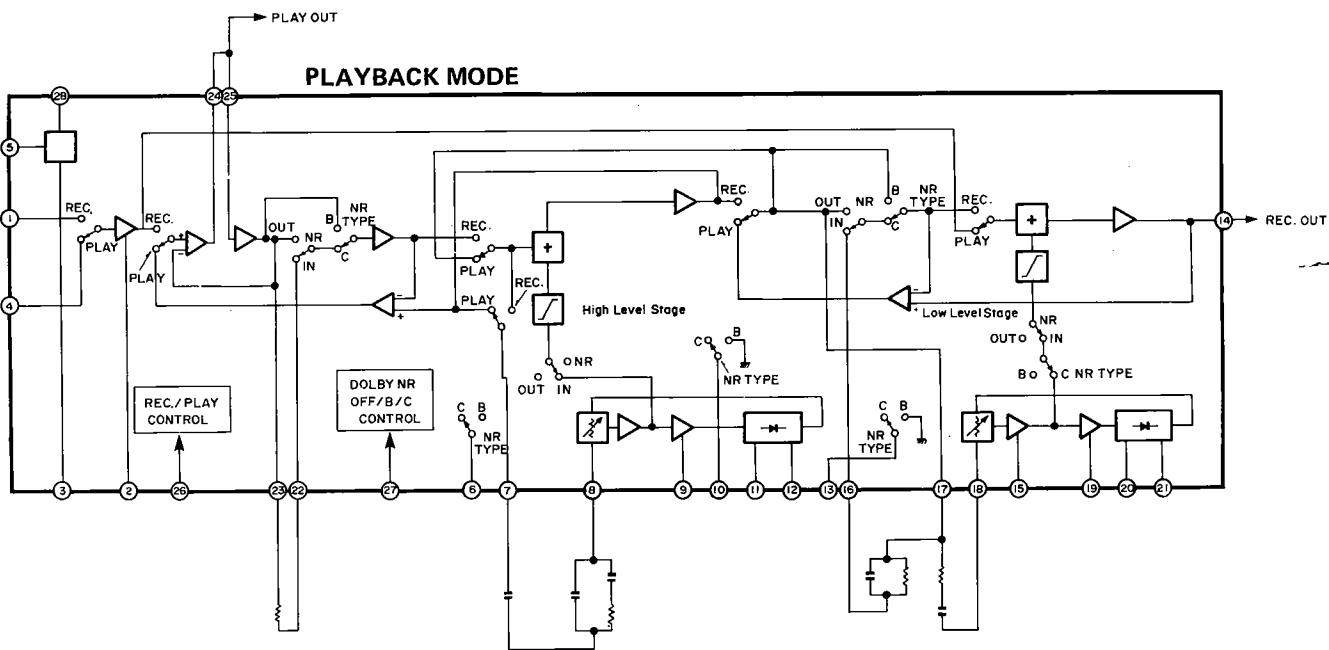 PLAY OUT
PLAYBACK MODE
28
24
25
5
1
REC.
PLAY
REC.
PLAY
+
-
OUT
NR
IN
B
NR
TYPE
C
REC.
PLAY
+
REC.
PLAY
OUT
NR
IN
B
NR
TYPE
C
REC.
PLAY
+
14
REC. OUT
4
-
+
PLAY
REC.
High Level Stage
-
+
Low Level Stage
NR
OUT
IN
B
C NR TYPE
NR
OUT
IN
C
B
NR TYPE
REC./PLAY
CONTROL
DOLBY NR
OFF/B/C
CONTROL
C
B
NR
TYPE
C
B
NR
TYPE
3
2
26
23
22
27
6
7
8
9
10
11
12
13
16
17
18
15
19
20
21